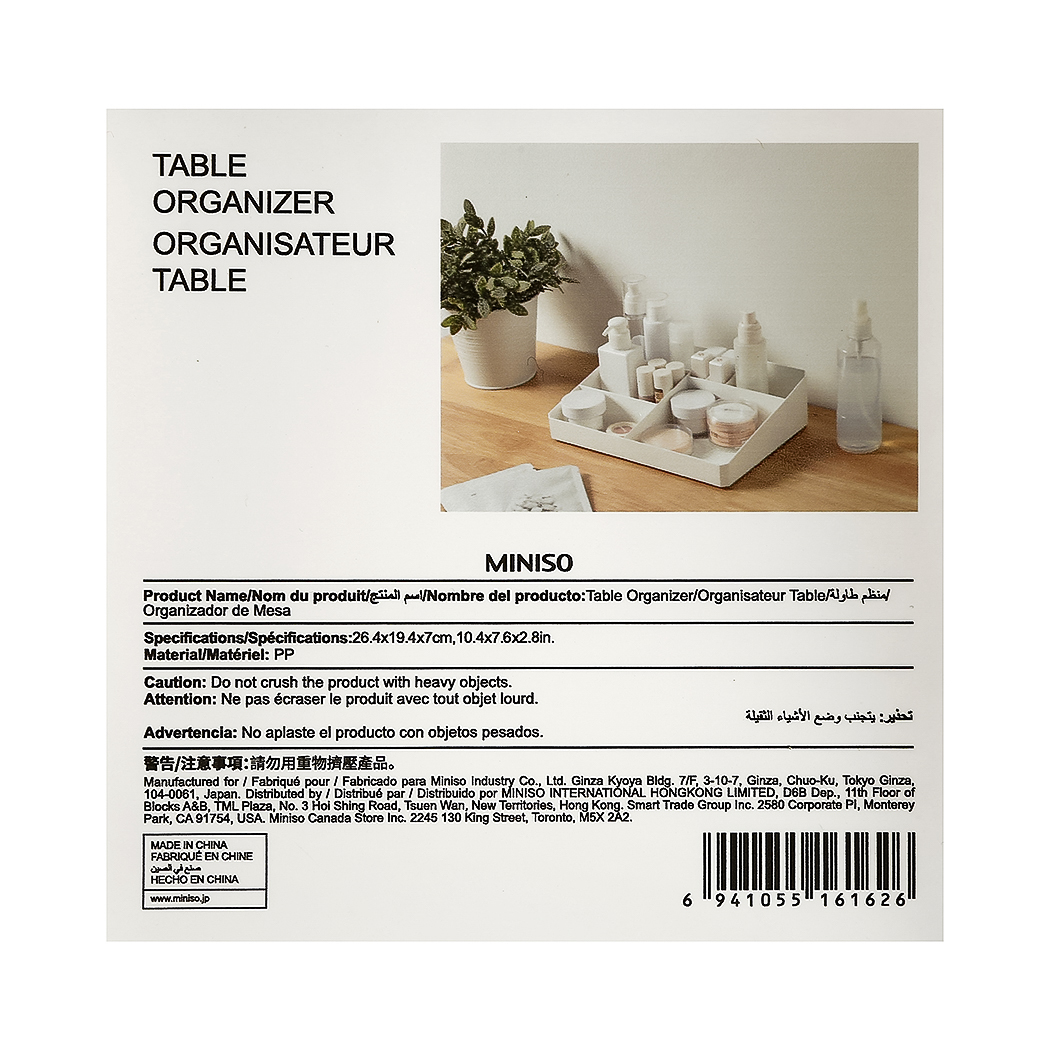 TABLE
ORGANIZER
ORGANISATEUR
TABLE
MINISO
Product Name/Nom du produit/اسم المنتج/Nombre del producto:Table Organizer/Organisateur Table/منظم طاولة/
Organizador de Mesa
Specifications/Spécifications:26.4x19.4x7cm,10.4x7.6x2.8in.
Material/Matériel: PP
Caution: Do not crush the product with heavy objects.
Attention: Ne pas écraser le produit avec tout objet lourd.
تحذير: يتجنب وضع الأشياء الثقيلة
Advertencia: No aplaste el producto con objetos pesados.
警告/注意事項:請勿用重物擠壓產品。
Manufactured for / Fabriqué pour / Fabricado para Miniso Industry Co., Ltd. Ginza Kyoya Bldg. 7/F, 3-10-7, Ginza, Chuo-Ku, Tokyo Ginza,
104-0061, Japan. Distributed by / Distribué par / Distribuido por MINISO INTERNATIONAL HONGKONG LIMITED, D6B Dep., 11th Floor of
Blocks A&B, TML Plaza, No. 3 Hoi Shing Road, Tsuen Wan, New Territories, Hong Kong. Smart Trade Group Inc. 2580 Corporate Pl, Monterey
Park, CA 91754, USA. Miniso Canada Store Inc. 2245 130 King Street, Toronto, M5X 2A2.
MADE IN CHINA
FABRIQUÉ EN CHINE
صنع في الصين
HECHO EN CHINA
www.miniso.jp
6 941055 161626